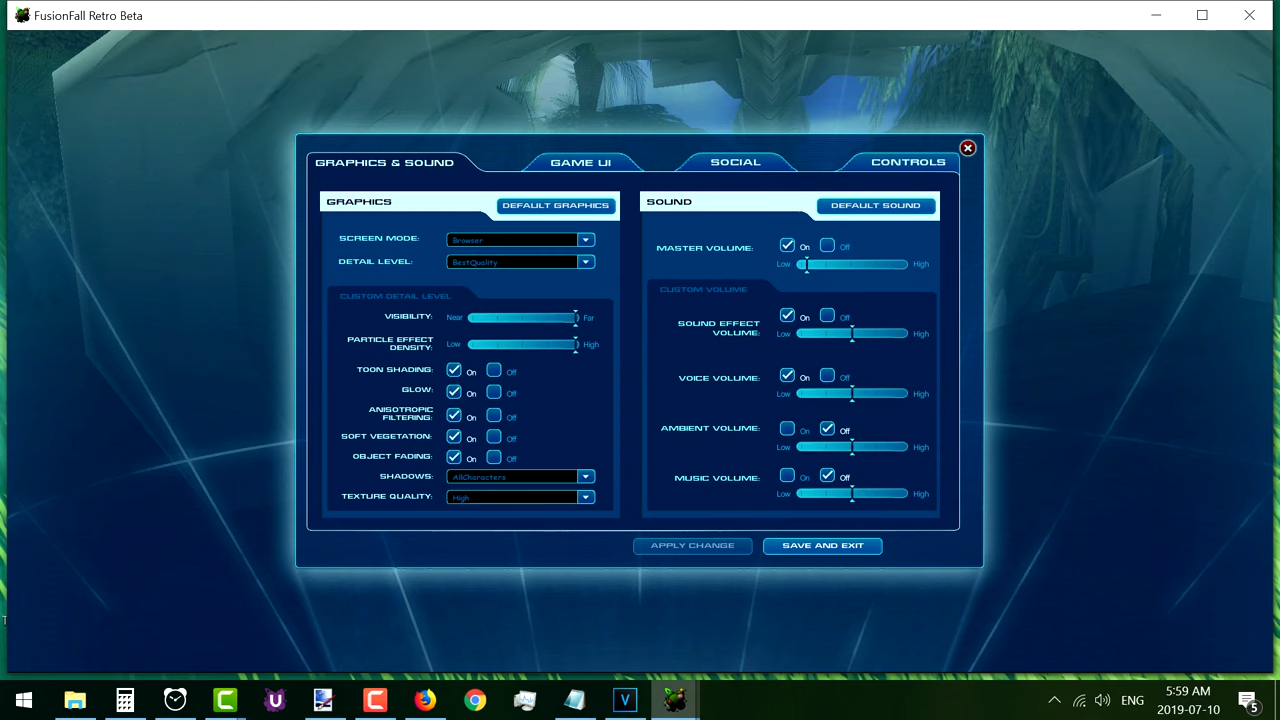 FusionFall Retro Beta
GRAPHICS & SOUND
GAME UI
SOCIAL
CONTROLS
GRAPHICS
DEFAULT GRAPHICS
SCREEN MODE:
Browser
DETAIL LEVEL:
BestQuality
CUSTOM DETAIL LEVEL
VISIBILITY:
Near
Far
PARTICLE EFFECT
DENSITY:
Low
High
TOON SHADING:
On
Off
GLOW:
On
Off
ANISOTROPIC
FILTERING:
On
Off
SOFT VEGETATION:
On
Off
OBJECT FADING:
On
Off
SHADOWS:
AllCharacters
TEXTURE QUALITY:
High
SOUND
DEFAULT SOUND
MASTER VOLUME:
On
Off
Low
High
CUSTOM VOLUME
SOUND EFFECT
VOLUME:
On
Off
Low
High
VOICE VOLUME:
On
Off
Low
High
AMBIENT VOLUME:
On
Off
Low
High
MUSIC VOLUME:
On
Off
Low
High
APPLY CHANGE
SAVE AND EXIT
ENG
5:59 AM
2019-07-10
5